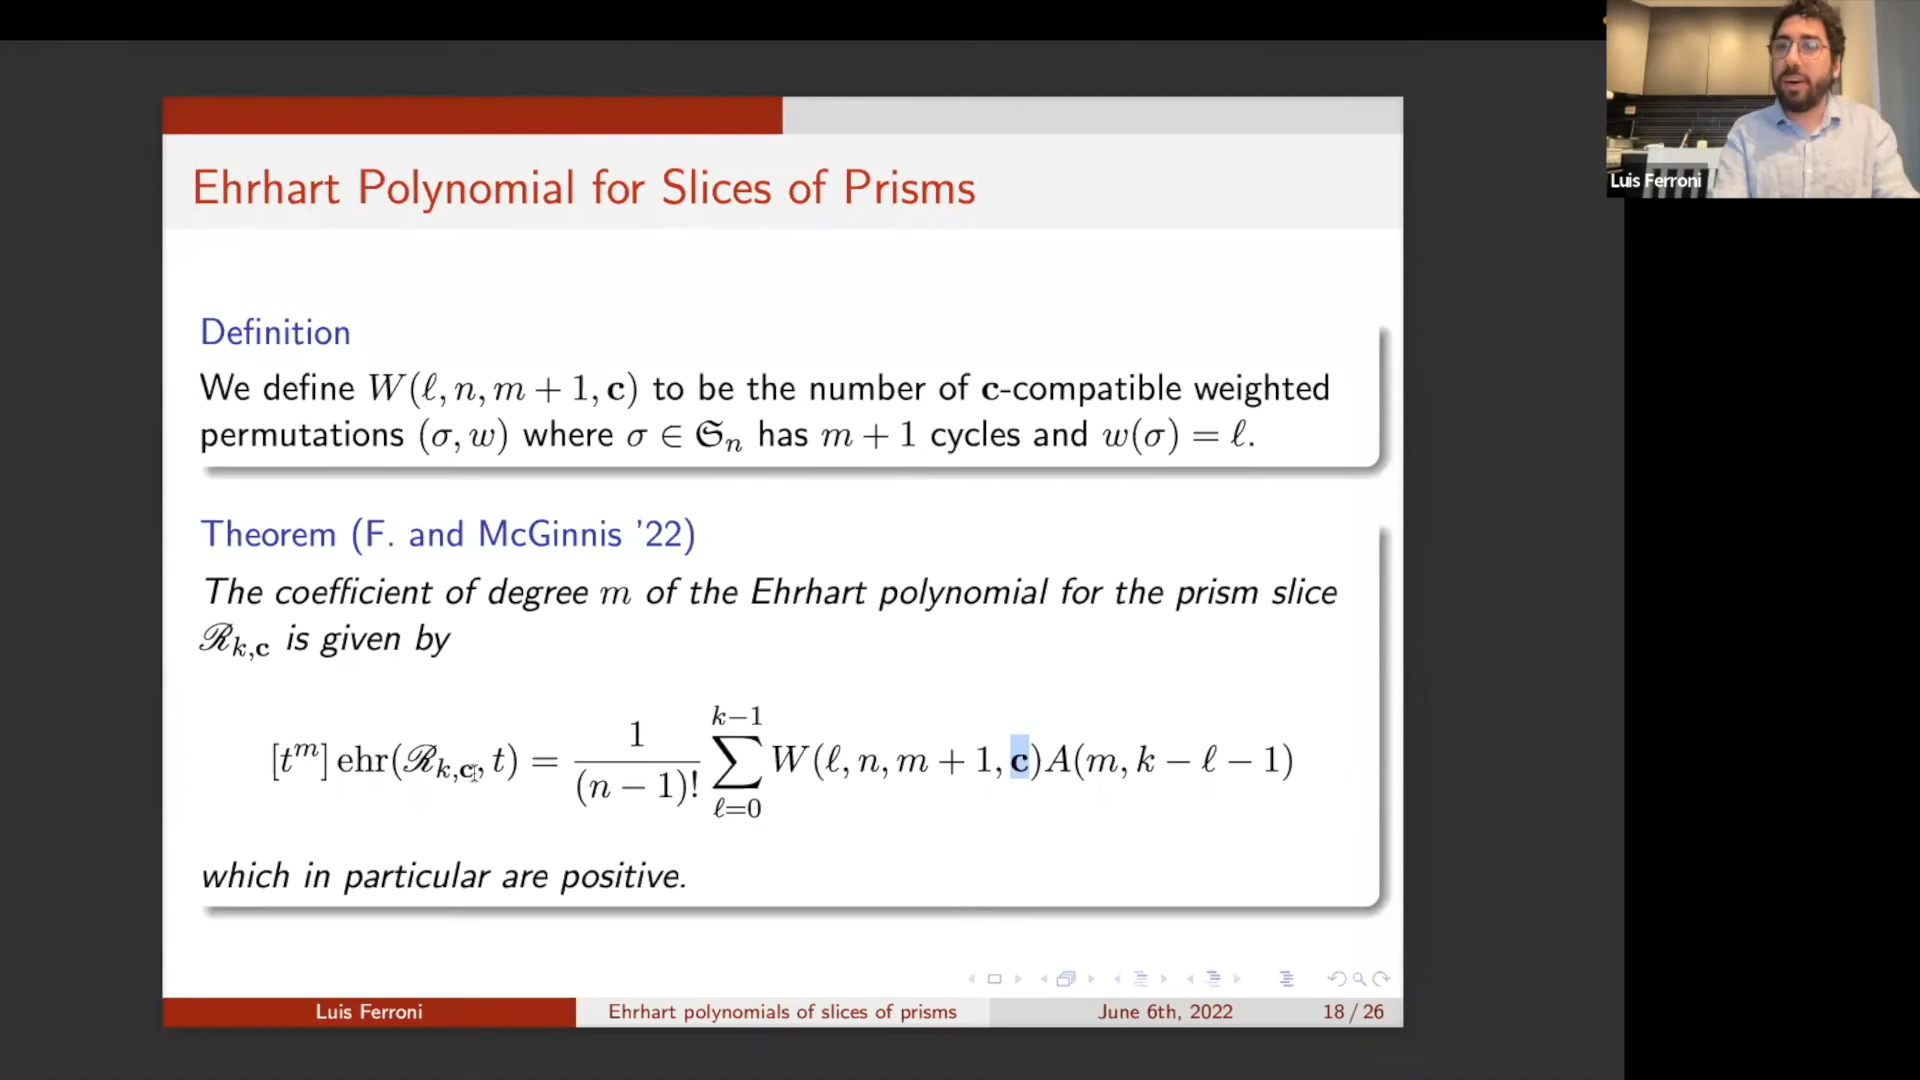 Luis Ferroni
Ehrhart Polynomial for Slices of Prisms
Definition
We define W(ℓ, n, m + 1, c) to be the number of c-compatible weighted
permutations (σ, w) where σ ∈ 𝔖ₙ has m + 1 cycles and w(σ) = ℓ.
Theorem (F. and McGinnis '22)
The coefficient of degree m of the Ehrhart polynomial for the prism slice
ℛ_{k,c} is given by
[t^m] ehr(ℛ_{k,c}, t) = \frac{1}{(n − 1)!} \sum_{ℓ=0}^{k−1} W(ℓ, n, m + 1, c)A(m, k − ℓ − 1)
which in particular are positive.
Luis Ferroni Ehrhart polynomials of slices of prisms June 6th, 2022 18 / 26